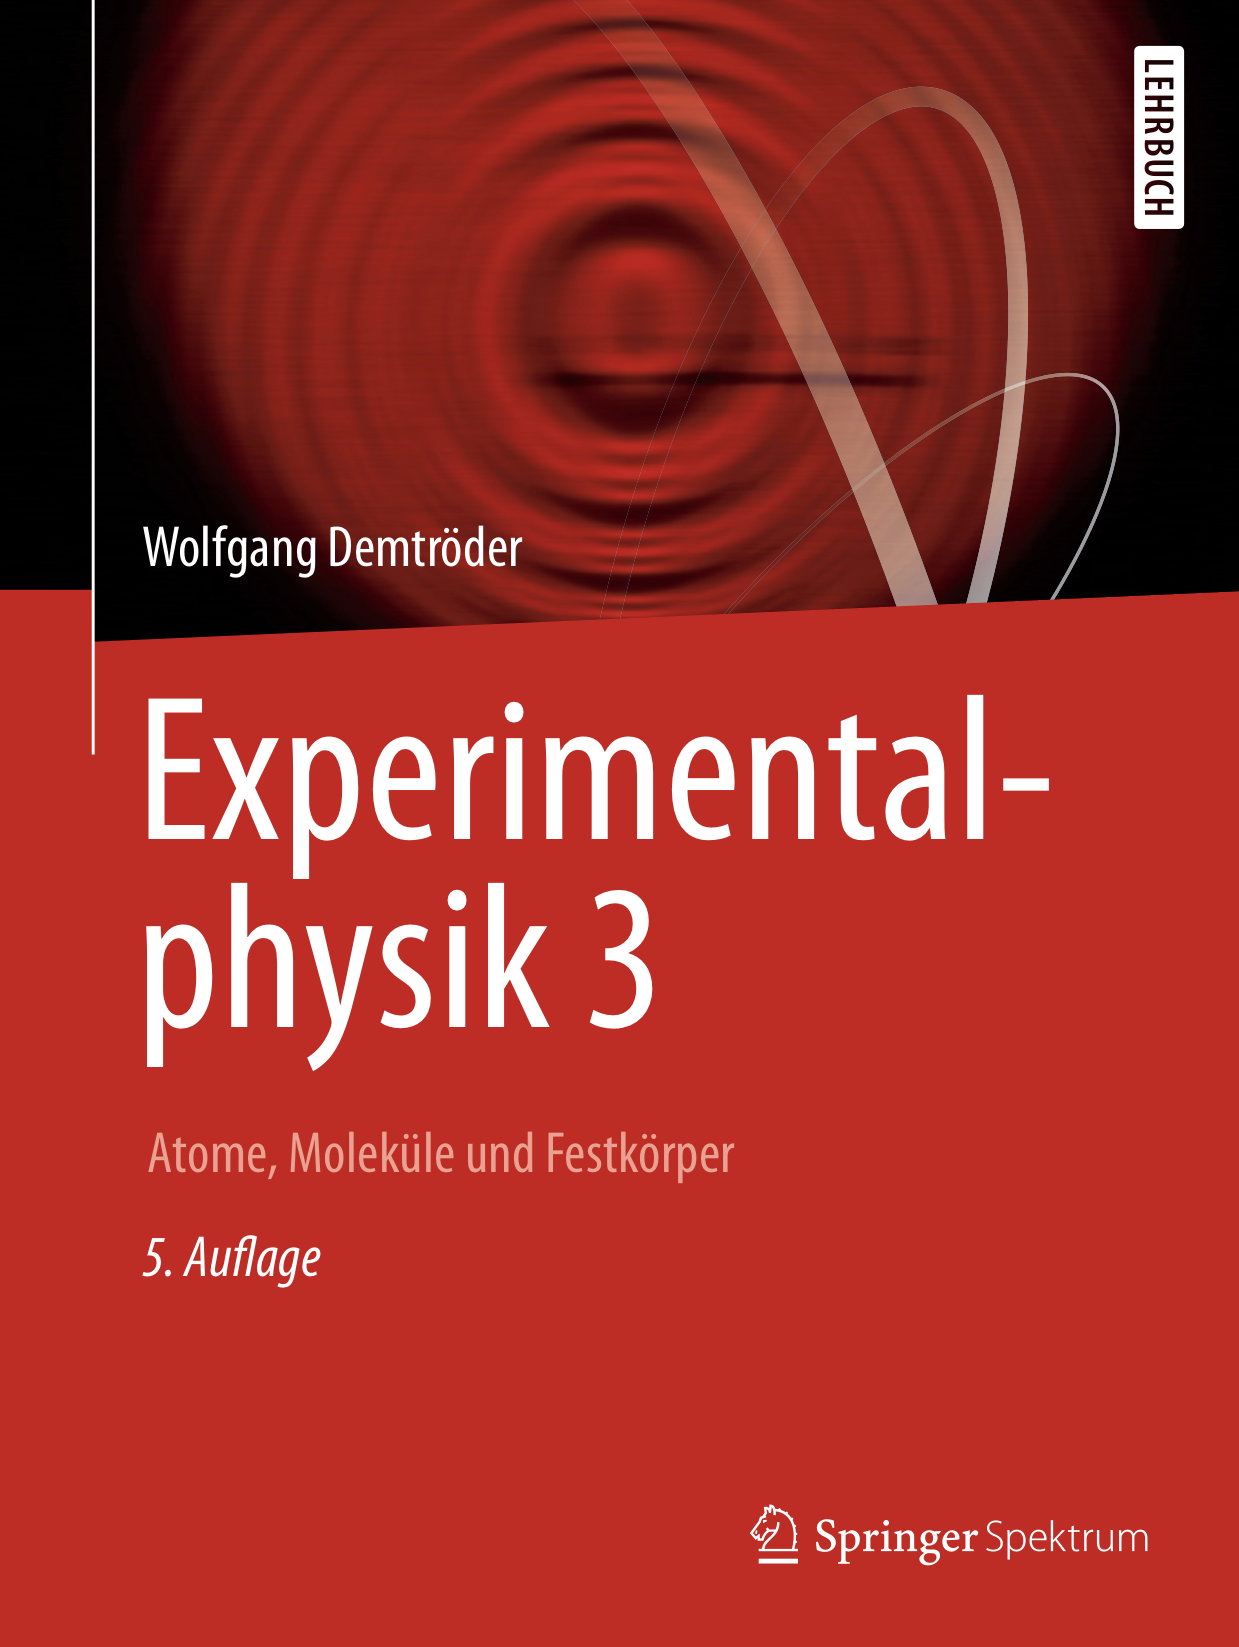 LEHRBUCH
Wolfgang Demtröder
Experimental-
physik 3
Atome, Moleküle und Festkörper
5. Auflage
Springer Spektrum